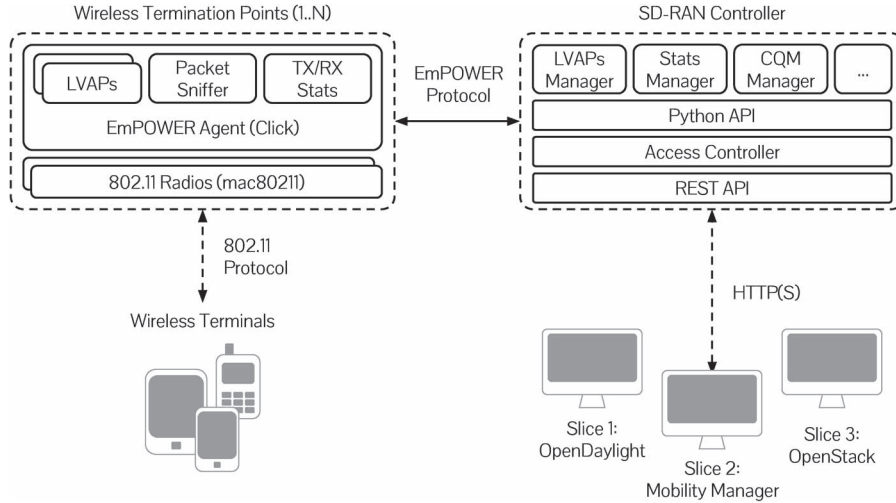 Wireless Termination Points (1..N)
SD-RAN Controller
LVAPs
Packet
Sniffer
TX/RX
Stats
EmPOWER Agent (Click)
802.11 Radios (mac80211)
EmPOWER
Protocol
LVAPs
Manager
Stats
Manager
CQM
Manager
...
Python API
Access Controller
REST API
802.11
Protocol
HTTP(S)
Wireless Terminals
Slice 1:
OpenDaylight
Slice 2:
Mobility Manager
Slice 3:
OpenStack